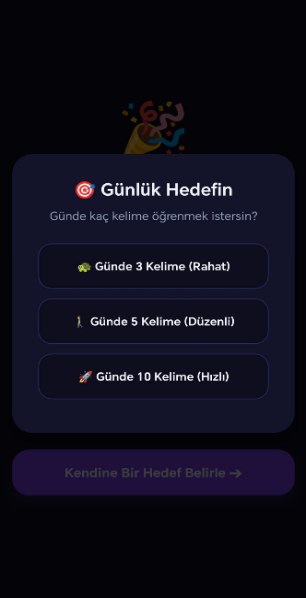 🎯 Günlük Hedefin
Günde kaç kelime öğrenmek istersin?
🐢 Günde 3 Kelime (Rahat)
🚶 Günde 5 Kelime (Düzenli)
🚀 Günde 10 Kelime (Hızlı)
Kendine Bir Hedef Belirle ➔